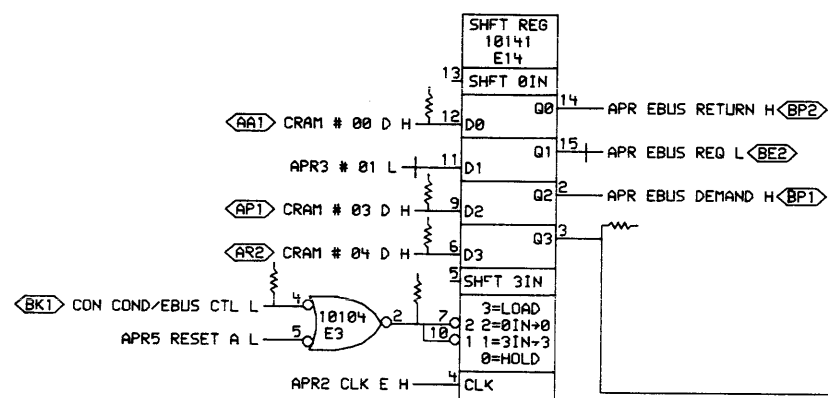 SHFT REG
10141
E14
13 SHFT 0IN
<AA1> CRAM # 00 D H 12 D0 Q0 14 APR EBUS RETURN H <BP2>
APR3 # 01 L 11 D1 Q1 15 APR EBUS REQ L <BE2>
<AP1> CRAM # 03 D H 9 D2 Q2 2 APR EBUS DEMAND H <BP1>
<AR2> CRAM # 04 D H 6 D3 Q3 3
5 SHFT 3IN
<BK1> CON COND/EBUS CTL L 4
10104
E3
2
APR5 RESET A L 5
3=LOAD
7 2 2=0IN→0
10 1 1=3IN→3
0=HOLD
APR2 CLK E H 4 CLK